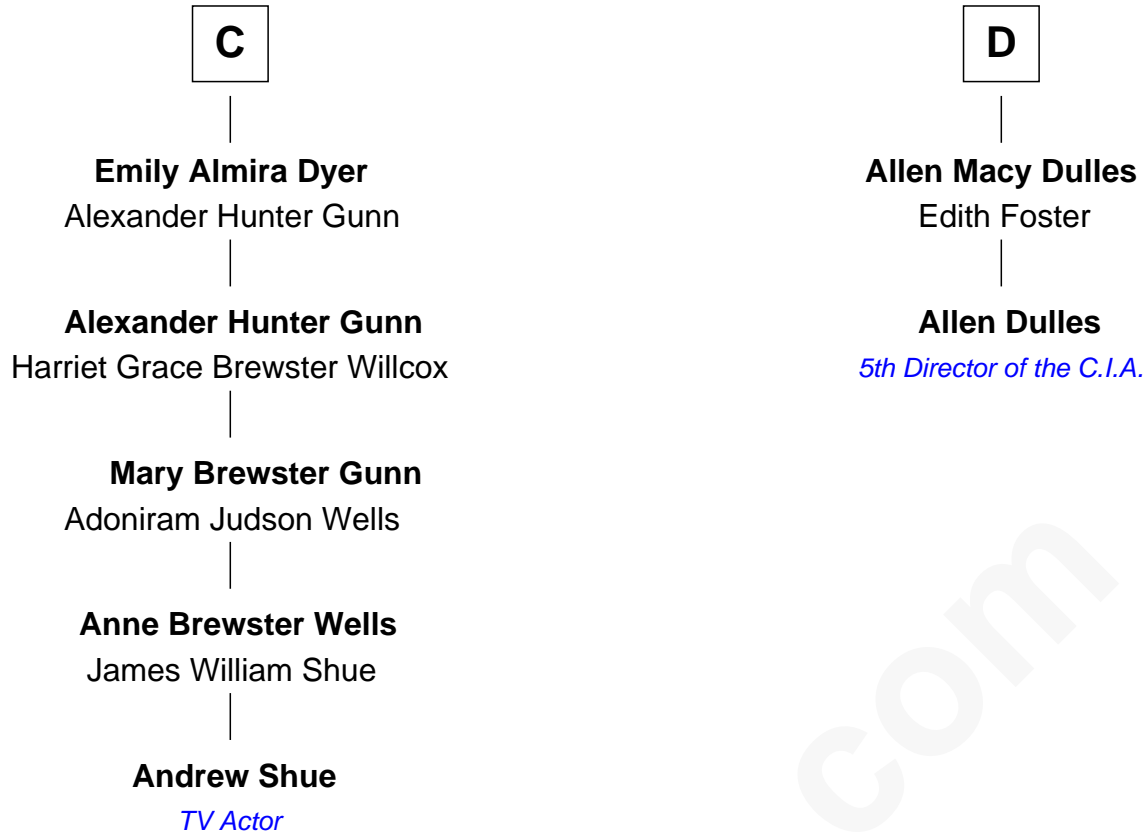 C
Emily Almira Dyer
Alexander Hunter Gunn
Alexander Hunter Gunn
Harriet Grace Brewster Willcox
Mary Brewster Gunn
Adoniram Judson Wells
Anne Brewster Wells
James William Shue
Andrew Shue
TV Actor
D
Allen Macy Dulles
Edith Foster
Allen Dulles
5th Director of the C.I.A.
com